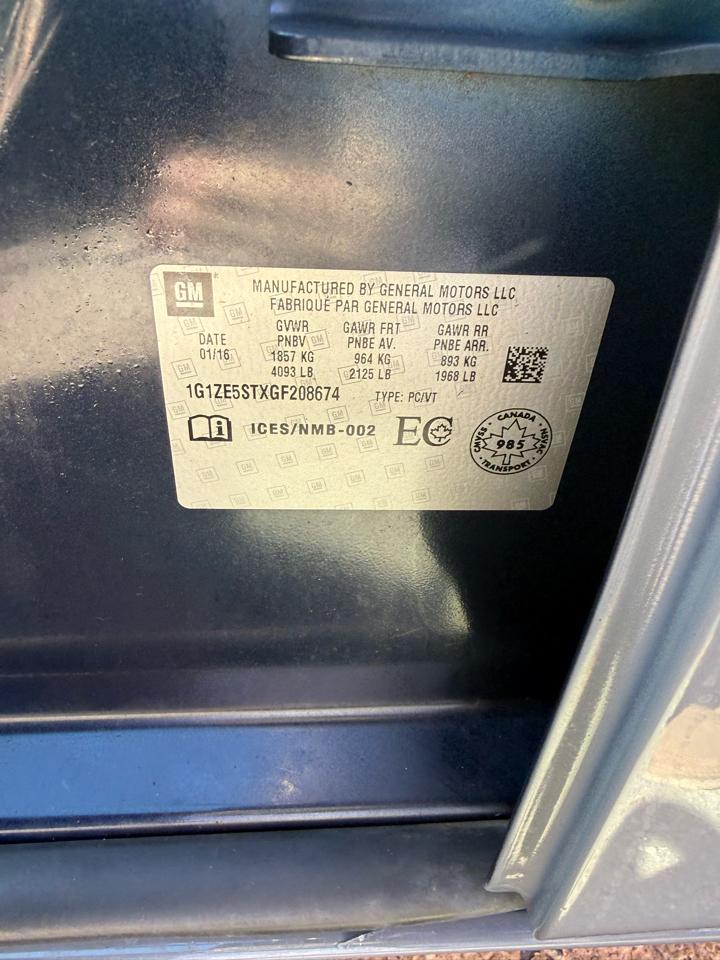 GM
MANUFACTURED BY GENERAL MOTORS LLC
FABRIQUÉ PAR GENERAL MOTORS LLC
DATE
01/16
GVWR
PNBV
1857 KG
4093 LB
GAWR FRT
PNBE AV.
964 KG
2125 LB
GAWR RR
PNBE ARR.
893 KG
1968 LB
1G1ZE5STXGF208674 TYPE: PC/VT
i ICES/NMB-002 EC
CANADA
CMVSS
985
NSVAC
TRANSPORT